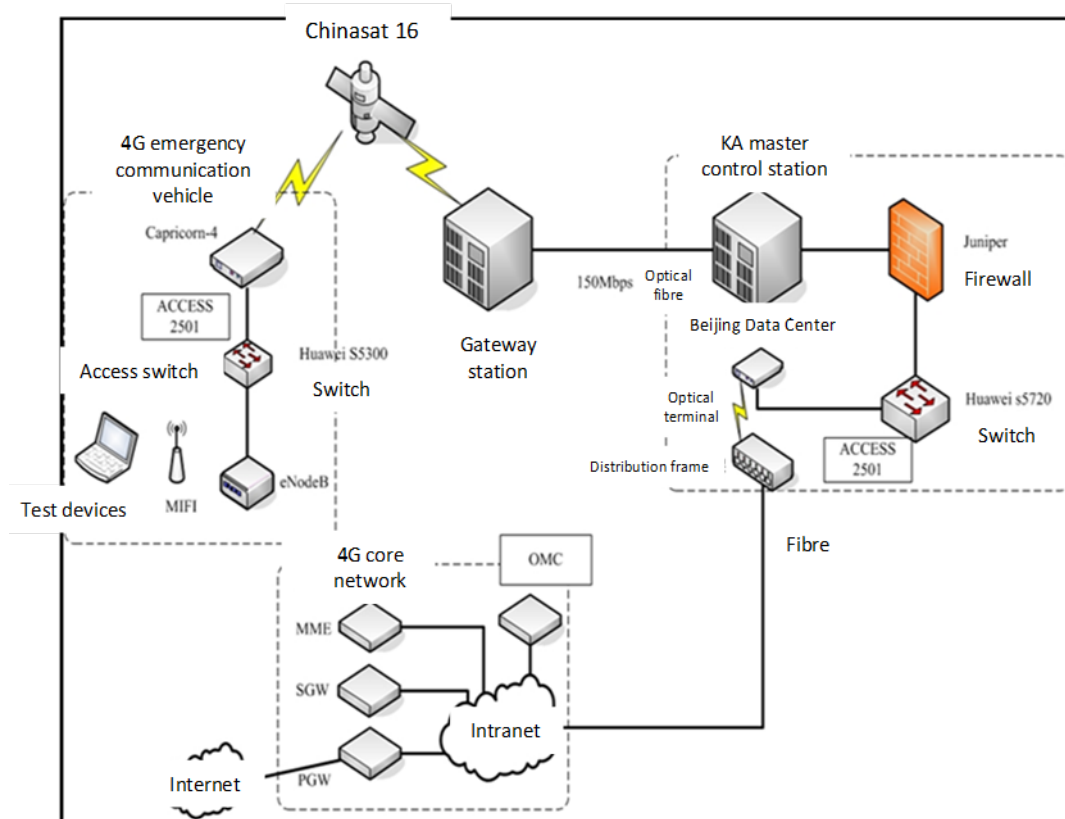 Chinasat 16
4G emergency
communication
vehicle
Capricorn-4
ACCESS
2501
Huawei S5300
Access switch
Switch
eNodeB
MIFI
Test devices
Gateway
station
150Mbps
Optical
fibre
KA master
control station
Juniper
Firewall
Beijing Data Center
Optical
terminal
Huawei s5720
Switch
ACCESS
2501
Distribution frame
Fibre
4G core
network
OMC
MME
SGW
PGW
Intranet
Internet